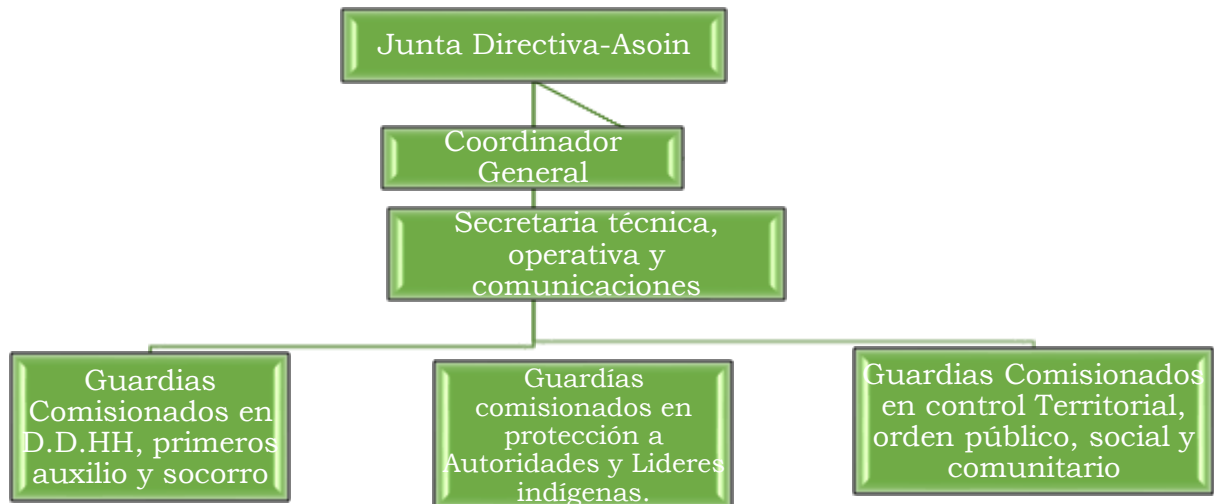 Junta Directiva-Asoin
Coordinador
General
Secretaria técnica,
operativa y
comunicaciones
Guardias
Comisionados en
D.D.HH, primeros
auxilio y socorro
Guardías
comisionados en
protección a
Autoridades y Lideres
indígenas.
Guardias Comisionados
en control Territorial,
orden público, social y
comunitario